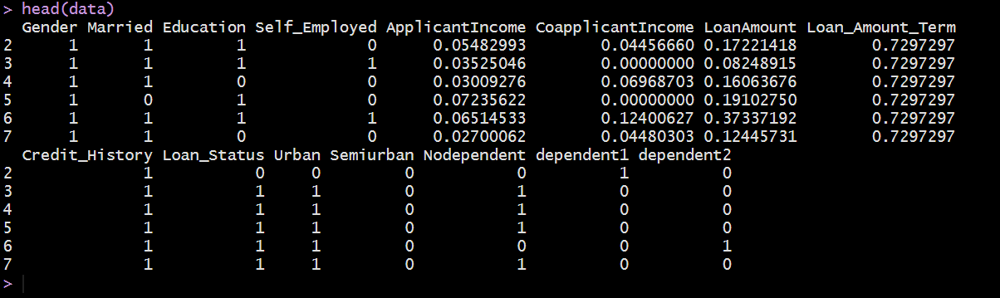 > head(data)
Gender Married Education Self_Employed ApplicantIncome CoapplicantIncome LoanAmount Loan_Amount_Term
2 1 1 1 0 0.05482993 0.04456660 0.17221418 0.7297297
3 1 1 1 1 0.03525046 0.00000000 0.08248915 0.7297297
4 1 1 0 0 0.03009276 0.06968703 0.16063676 0.7297297
5 1 0 1 0 0.07235622 0.00000000 0.19102750 0.7297297
6 1 1 1 1 0.06514533 0.12400627 0.37337192 0.7297297
7 1 1 0 0 0.02700062 0.04480303 0.12445731 0.7297297
Credit_History Loan_Status Urban Semiurban Nodependent dependent1 dependent2
2 1 0 0 0 0 1 0
3 1 1 1 0 1 0 0
4 1 1 1 0 1 0 0
5 1 1 1 0 1 0 0
6 1 1 1 0 0 0 1
7 1 1 1 0 1 0 0
>